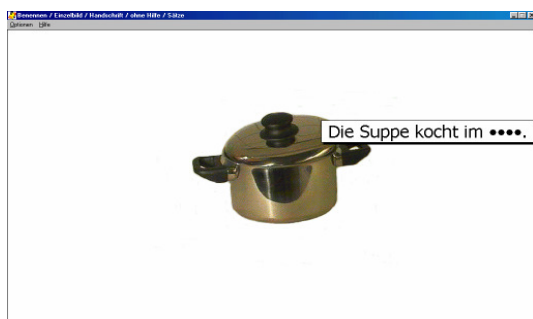 Benennen / Einzelbild / Handschrift / ohne Hilfe / Sätze
Optionen Hilfe
Die Suppe kocht im ••••.